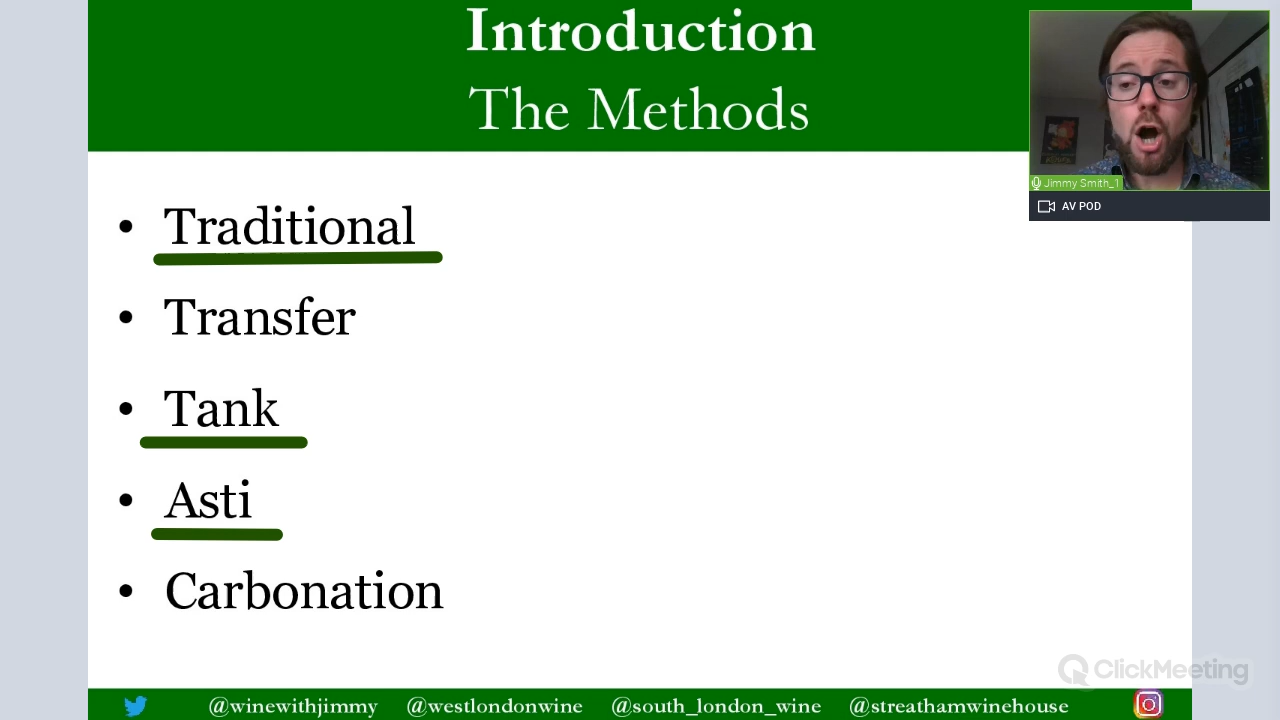 Introduction
The Methods
Jimmy Smith_1
AV POD
• Traditional
• Transfer
• Tank
• Asti
• Carbonation
ClickMeeting
@winewithjimmy @westlondonwine @south_london_wine @streathamwinehouse